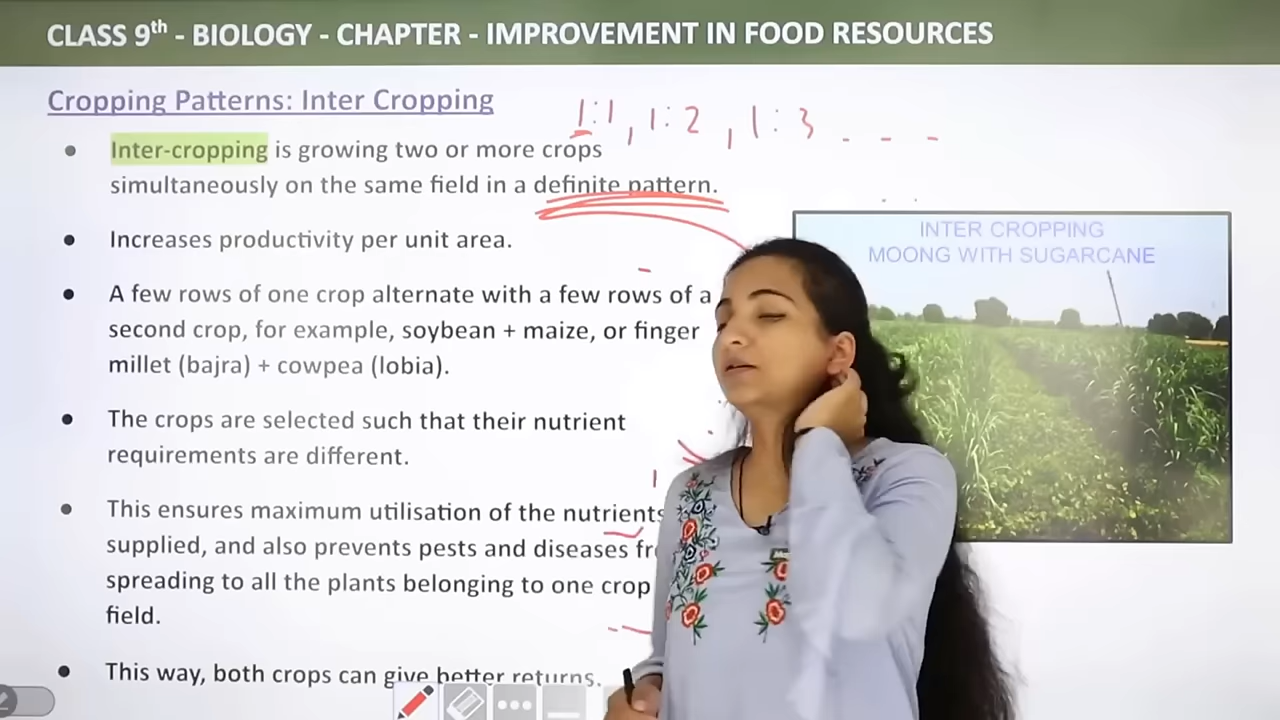 CLASS 9th - BIOLOGY - CHAPTER - IMPROVEMENT IN FOOD RESOURCES
Cropping Patterns: Inter Cropping
1:1, 1:2, 1:3 - - -
Inter-cropping is growing two or more crops
simultaneously on the same field in a definite pattern.
Increases productivity per unit area.
A few rows of one crop alternate with a few rows of a
second crop, for example, soybean + maize, or finger
millet (bajra) + cowpea (lobia).
The crops are selected such that their nutrient
requirements are different.
This ensures maximum utilisation of the nutrients
supplied, and also prevents pests and diseases
spreading to all the plants belonging to one crop
field.
This way, both crops can give better returns.
INTER CROPPING
MOONG WITH SUGARCANE